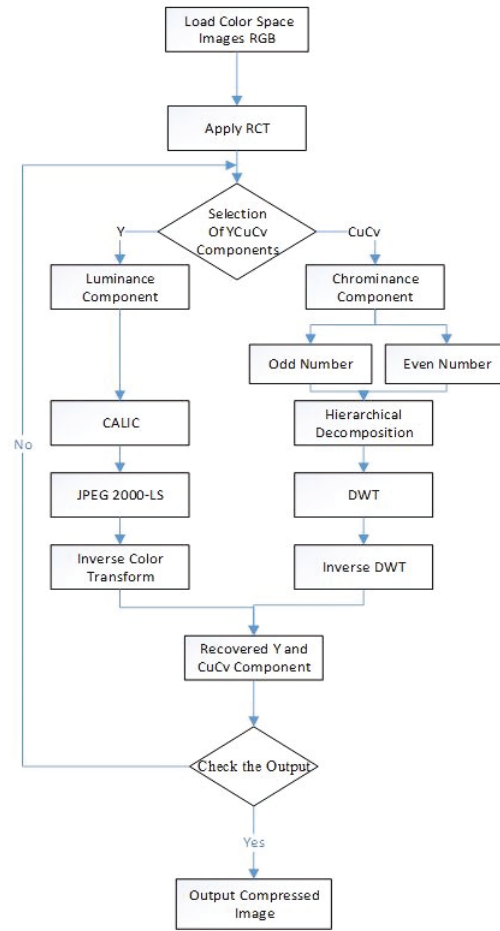 Load Color Space
Images RGB
Apply RCT
Selection
Of YCuCv
Components
Y
CuCv
Luminance
Component
Chrominance
Component
Odd Number
Even Number
CALIC
Hierarchical
Decomposition
No
JPEG 2000-LS
DWT
Inverse Color
Transform
Inverse DWT
Recovered Y and
CuCv Component
Check the Output
Yes
Output Compressed
Image